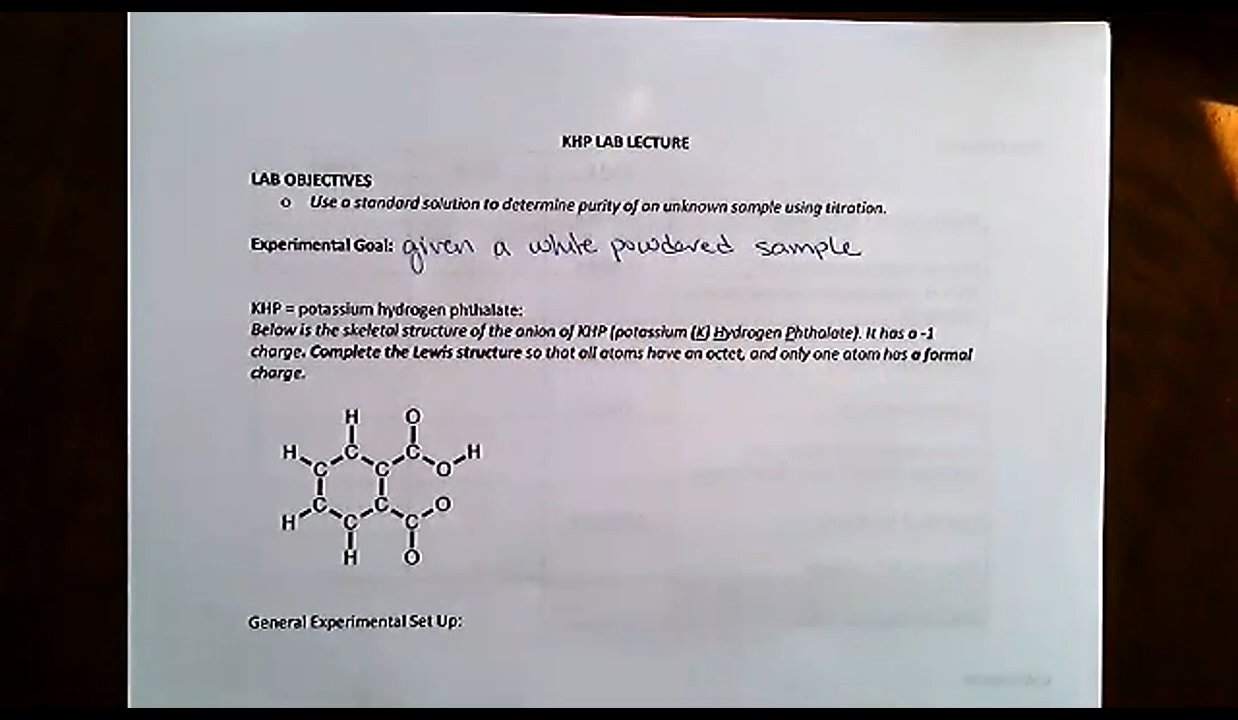 KHP LAB LECTURE
LAB OBJECTIVES
o Use a standard solution to determine purity of an unknown sample using titration.
Experimental Goal: given a white powdered sample
KHP = potassium hydrogen phthalate:
Below is the skeletal structure of the anion of KHP (potassium (K) Hydrogen Phthalate). It has a -1
charge. Complete the Lewis structure so that all atoms have an octet, and only one atom has a formal
charge.
H O
H C C H
C C O
C C O
H C C
H O
General Experimental Set Up: